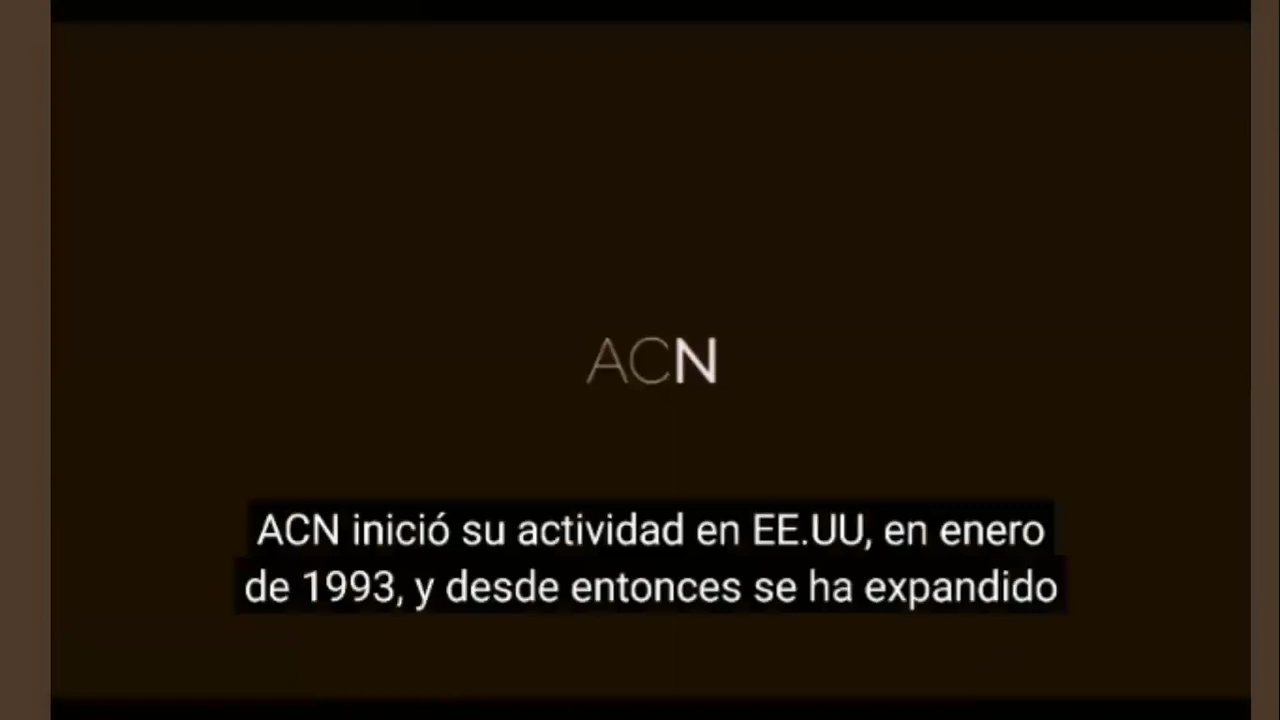 ACN
ACN inició su actividad en EE.UU, en enero
de 1993, y desde entonces se ha expandido